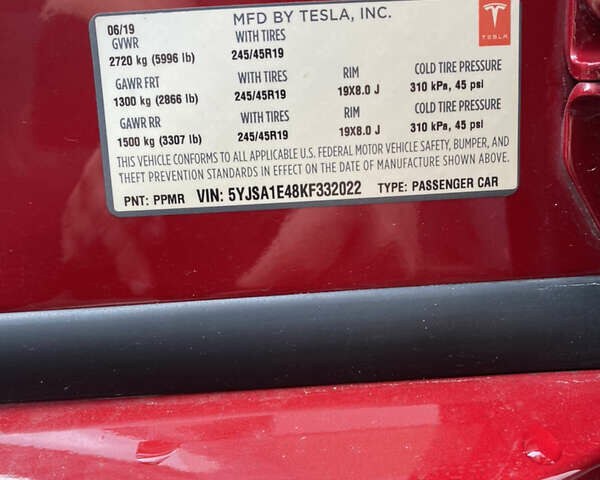 MFD BY TESLA, INC.
TESLA
06/19
GVWR WITH TIRES
2720 kg (5996 lb) 245/45R19
GAWR FRT WITH TIRES RIM COLD TIRE PRESSURE
1300 kg (2866 lb) 245/45R19 19X8.0 J 310 kPa, 45 psi
GAWR RR WITH TIRES RIM COLD TIRE PRESSURE
1500 kg (3307 lb) 245/45R19 19X8.0 J 310 kPa, 45 psi
THIS VEHICLE CONFORMS TO ALL APPLICABLE U.S. FEDERAL MOTOR VEHICLE SAFETY, BUMPER, AND
THEFT PREVENTION STANDARDS IN EFFECT ON THE DATE OF MANUFACTURE SHOWN ABOVE.
PNT: PPMR VIN: 5YJSA1E48KF332022 TYPE: PASSENGER CAR